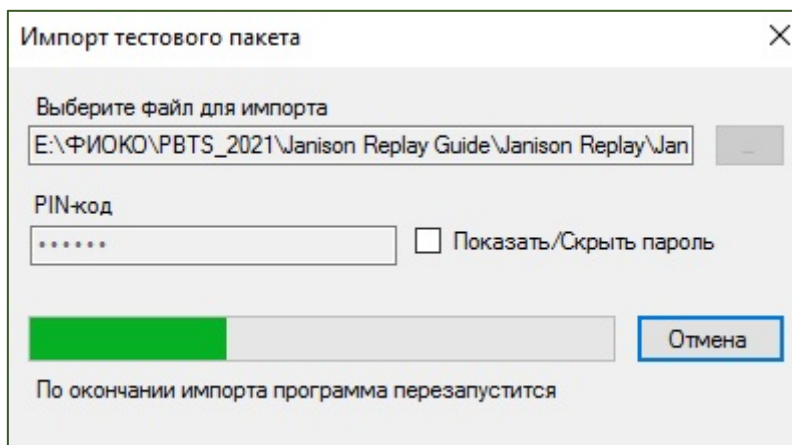 Импорт тестового пакета
Выберите файл для импорта
E:\ФИОКО\PBTS_2021\Janison Replay Guide\Janison Replay\Jan
...
PIN-код
••••••
Показать/Скрыть пароль
Отмена
По окончании импорта программа перезапустится